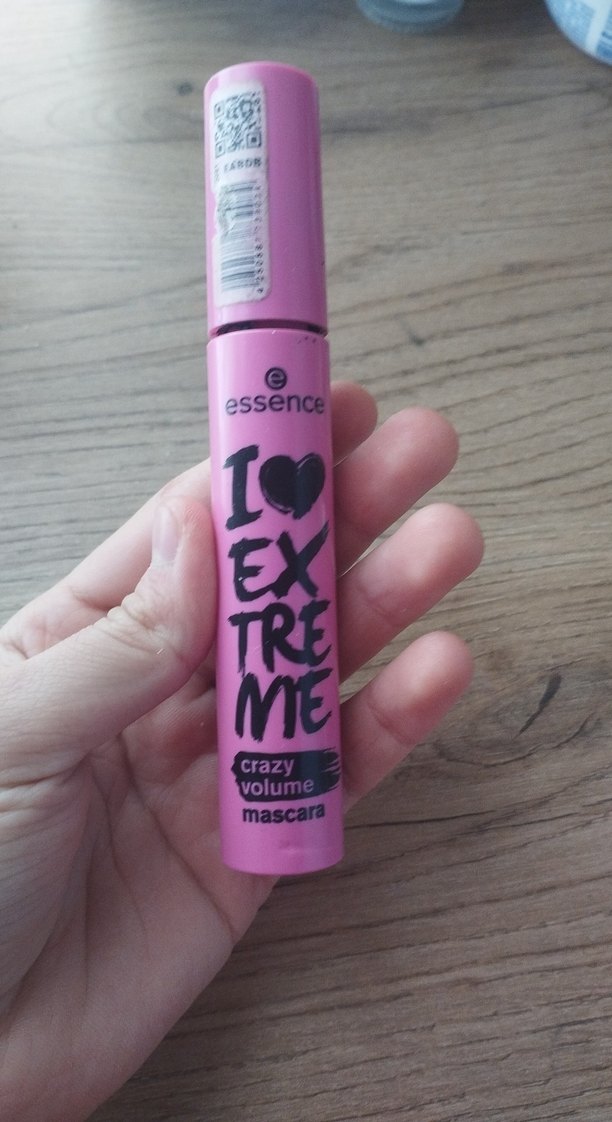 essence
I
EX
TRE
ME
crazy
volume
mascara